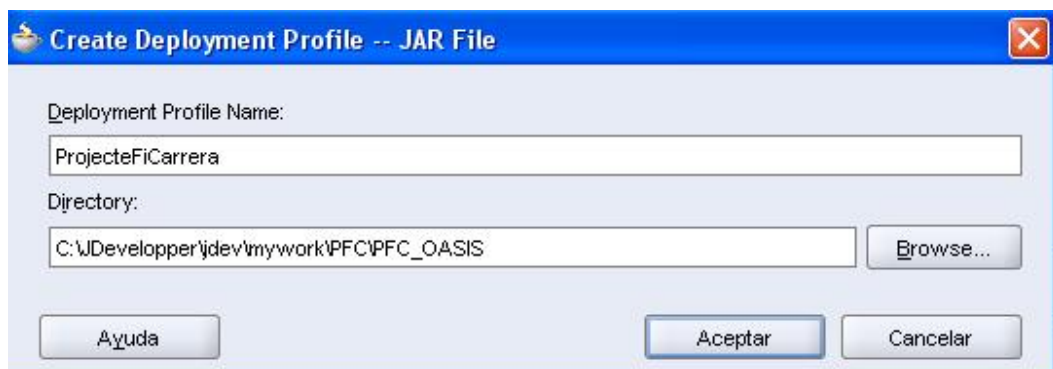 Create Deployment Profile -- JAR File
Deployment Profile Name:
ProjecteFiCarrera
Directory:
C:\JDevelopper\jdev\mywork\PFC\PFC_OASIS
Browse...
Ayuda
Aceptar
Cancelar